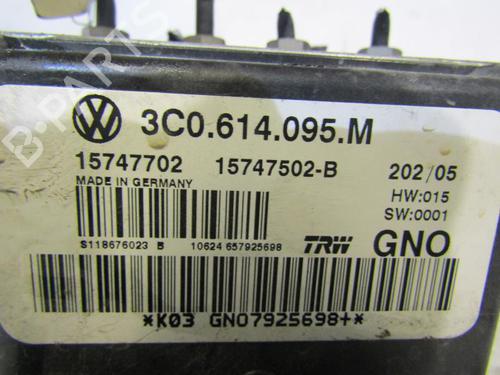 3C0.614.095.M
15747702 15747502-B 202/05
MADE IN GERMANY HW:015
SW:0001
S118676023 B 10624 657925698 TRW GNO
*K03 GNO7925698+*
B-PARTS